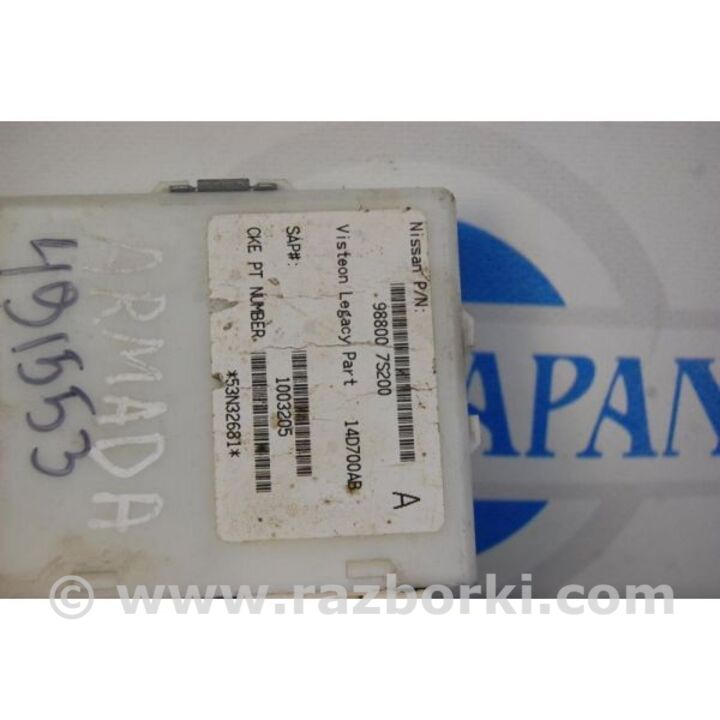 Nissan P/N:
98800 7S200
Visteon Legacy Part 14D700AB
A
SAP#:
1003205
CKE PT NUMBER
*53N32681*
ARMADA
491553
APAN
© www.razborki.com